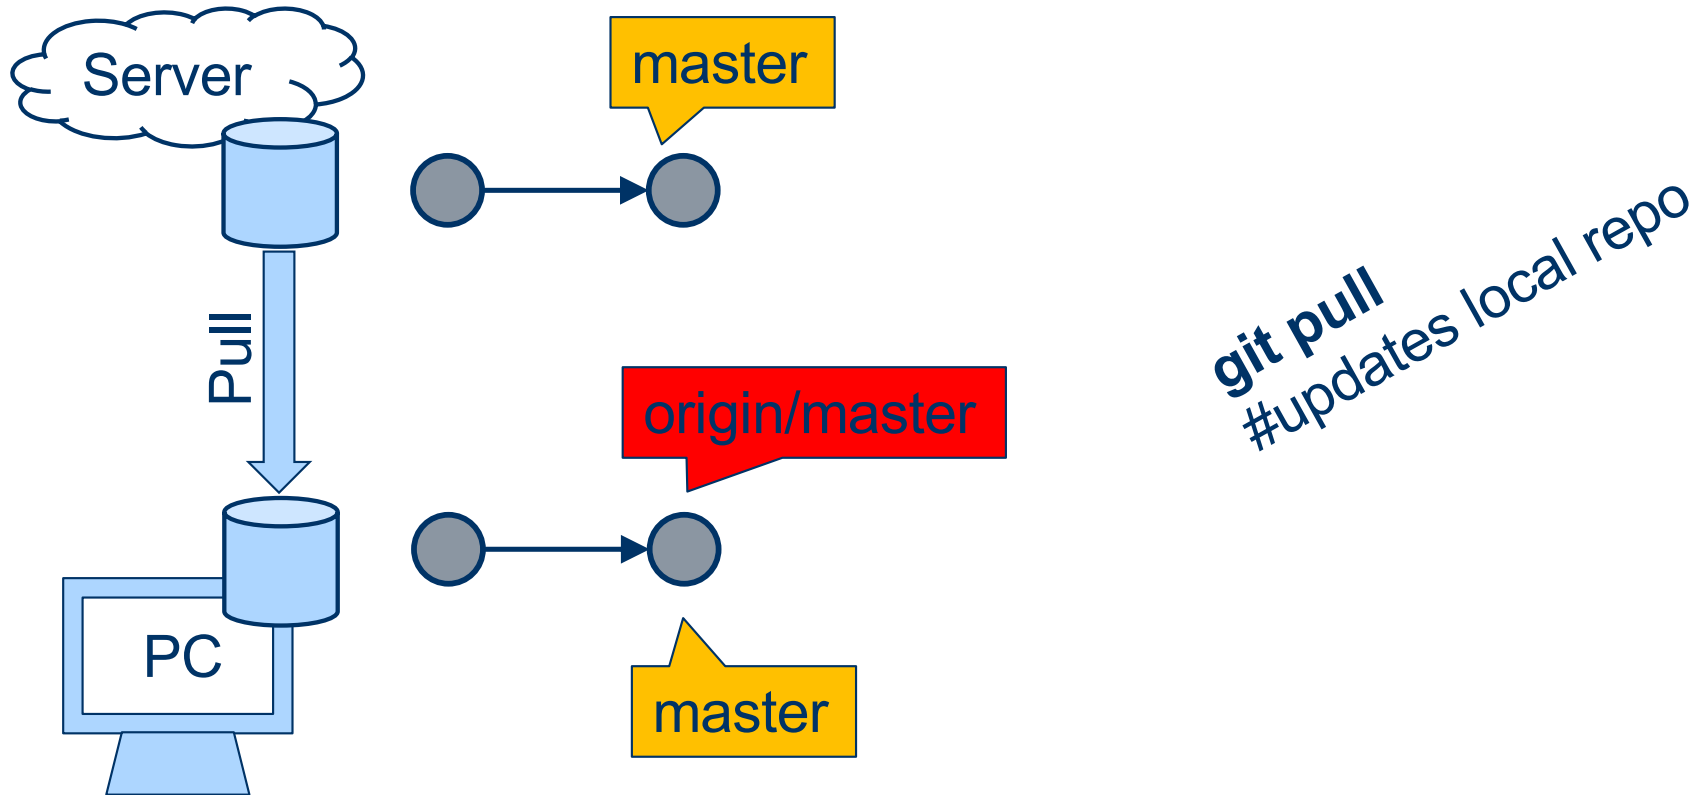 Server
master
Pull
git pull
#updates local repo
origin/master
PC
master